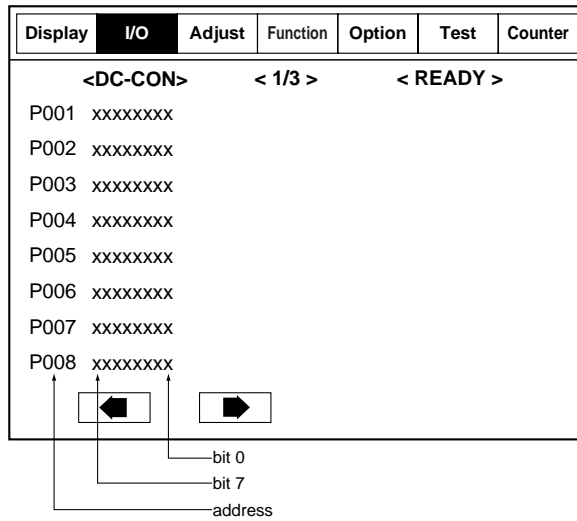 Display I/O Adjust Function Option Test Counter
<DC-CON> < 1/3 > < READY >
P001 xxxxxxxx
P002 xxxxxxxx
P003 xxxxxxxx
P004 xxxxxxxx
P005 xxxxxxxx
P006 xxxxxxxx
P007 xxxxxxxx
P008 xxxxxxxx
bit 0
bit 7
address